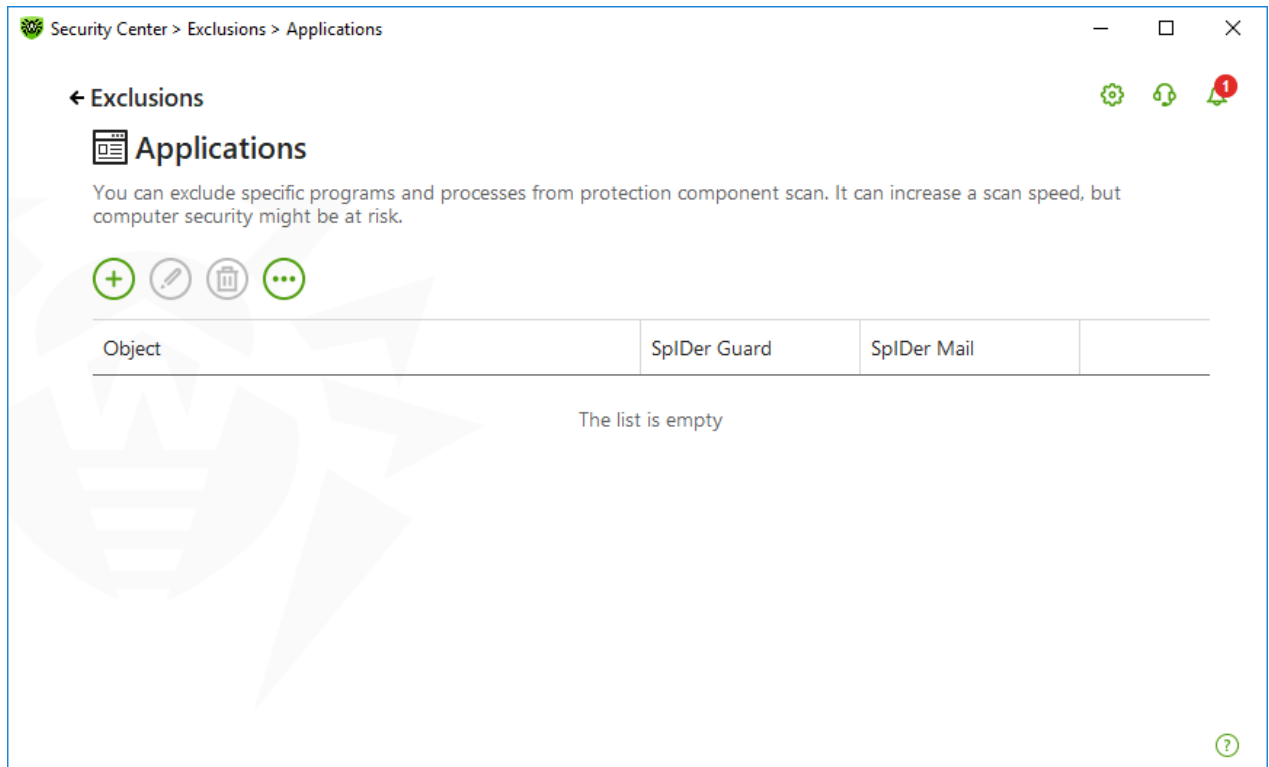 Security Center > Exclusions > Applications
Exclusions
1
Applications
You can exclude specific programs and processes from protection component scan. It can increase a scan speed, but
computer security might be at risk.
Object SpIDer Guard SpIDer Mail
The list is empty
?